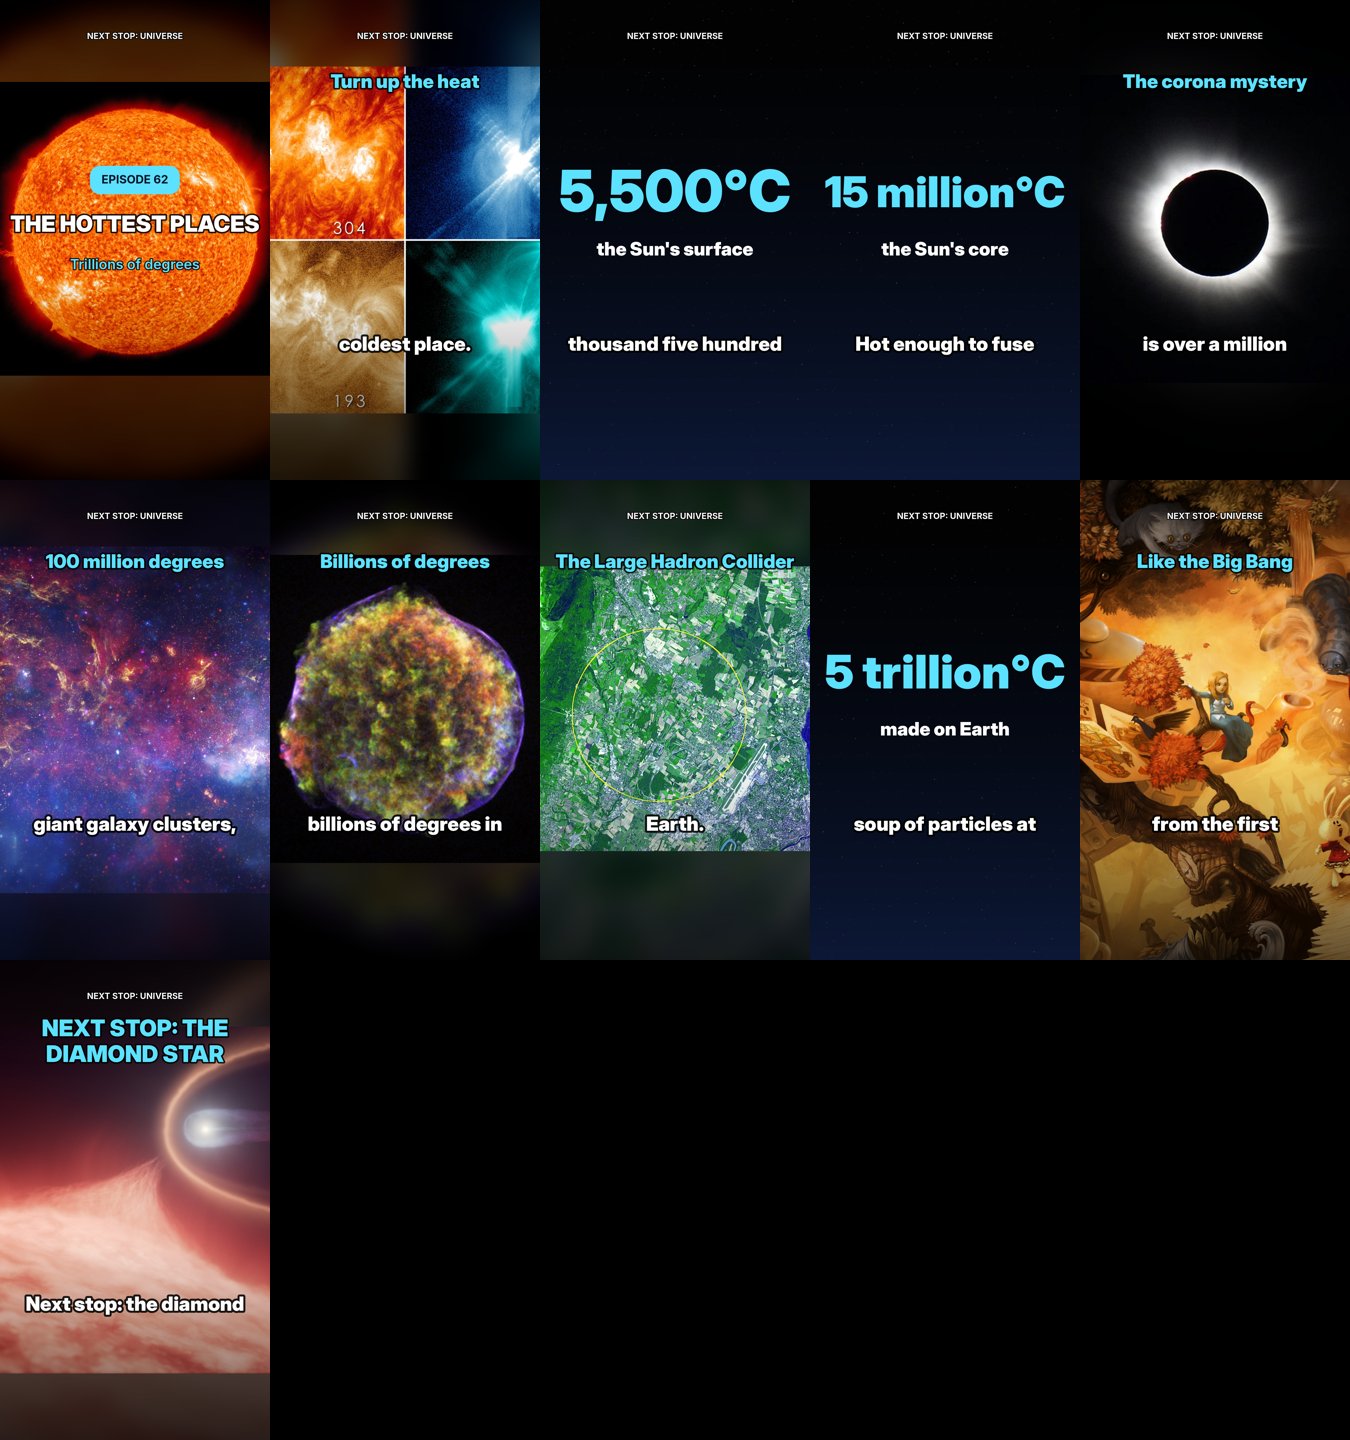 NEXT STOP: UNIVERSE
EPISODE 62
THE HOTTEST PLACES
Trillions of degrees
NEXT STOP: UNIVERSE
Turn up the heat
304
coldest place.
193
NEXT STOP: UNIVERSE
5,500°C
the Sun's surface
thousand five hundred
NEXT STOP: UNIVERSE
15 million°C
the Sun's core
Hot enough to fuse
NEXT STOP: UNIVERSE
The corona mystery
is over a million
NEXT STOP: UNIVERSE
100 million degrees
giant galaxy clusters,
NEXT STOP: UNIVERSE
Billions of degrees
billions of degrees in
NEXT STOP: UNIVERSE
The Large Hadron Collider
Earth.
NEXT STOP: UNIVERSE
5 trillion°C
made on Earth
soup of particles at
NEXT STOP: UNIVERSE
Like the Big Bang
from the first
NEXT STOP: UNIVERSE
NEXT STOP: THE
DIAMOND STAR
Next stop: the diamond